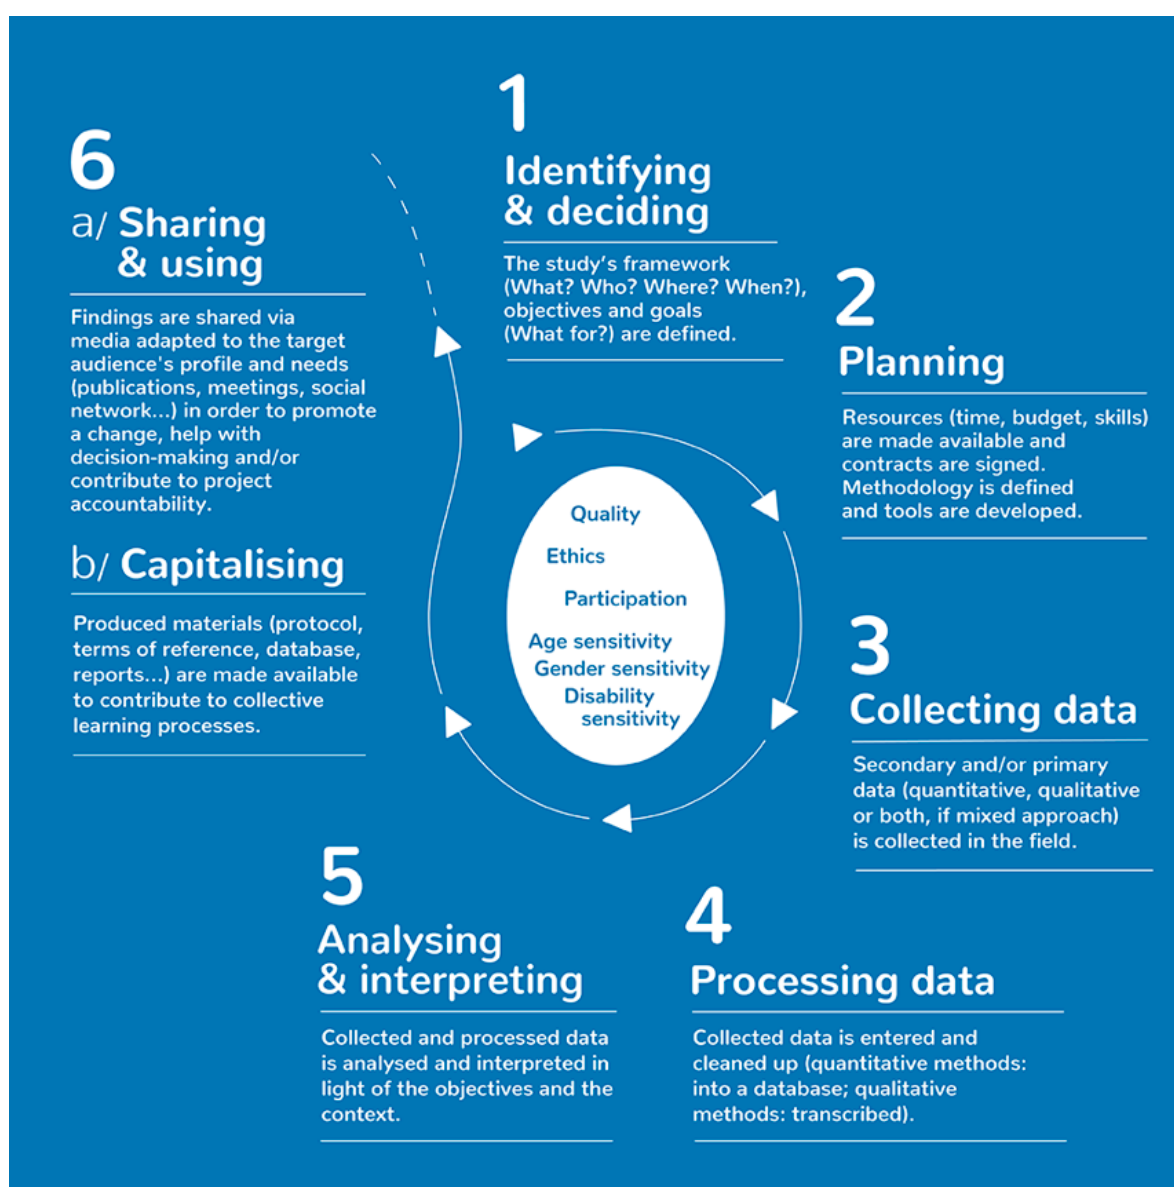 1
Identifying
& deciding
The study's framework
(What? Who? Where? When?),
objectives and goals
(What for?) are defined.
2
Planning
Resources (time, budget, skills)
are made available and
contracts are signed.
Methodology is defined
and tools are developed.
3
Collecting data
Secondary and/or primary
data (quantitative, qualitative
or both, if mixed approach)
is collected in the field.
4
Processing data
Collected data is entered and
cleaned up (quantitative methods:
into a database; qualitative
methods: transcribed).
5
Analysing
& interpreting
Collected and processed data
is analysed and interpreted in
light of the objectives and the
context.
6
a/ Sharing
& using
Findings are shared via
media adapted to the target
audience's profile and needs
(publications, meetings, social
network...) in order to promote
a change, help with
decision-making and/or
contribute to project
accountability.
b/ Capitalising
Produced materials (protocol,
terms of reference, database,
reports...) are made available
to contribute to collective
learning processes.
Quality
Ethics
Participation
Age sensitivity
Gender sensitivity
Disability
sensitivity